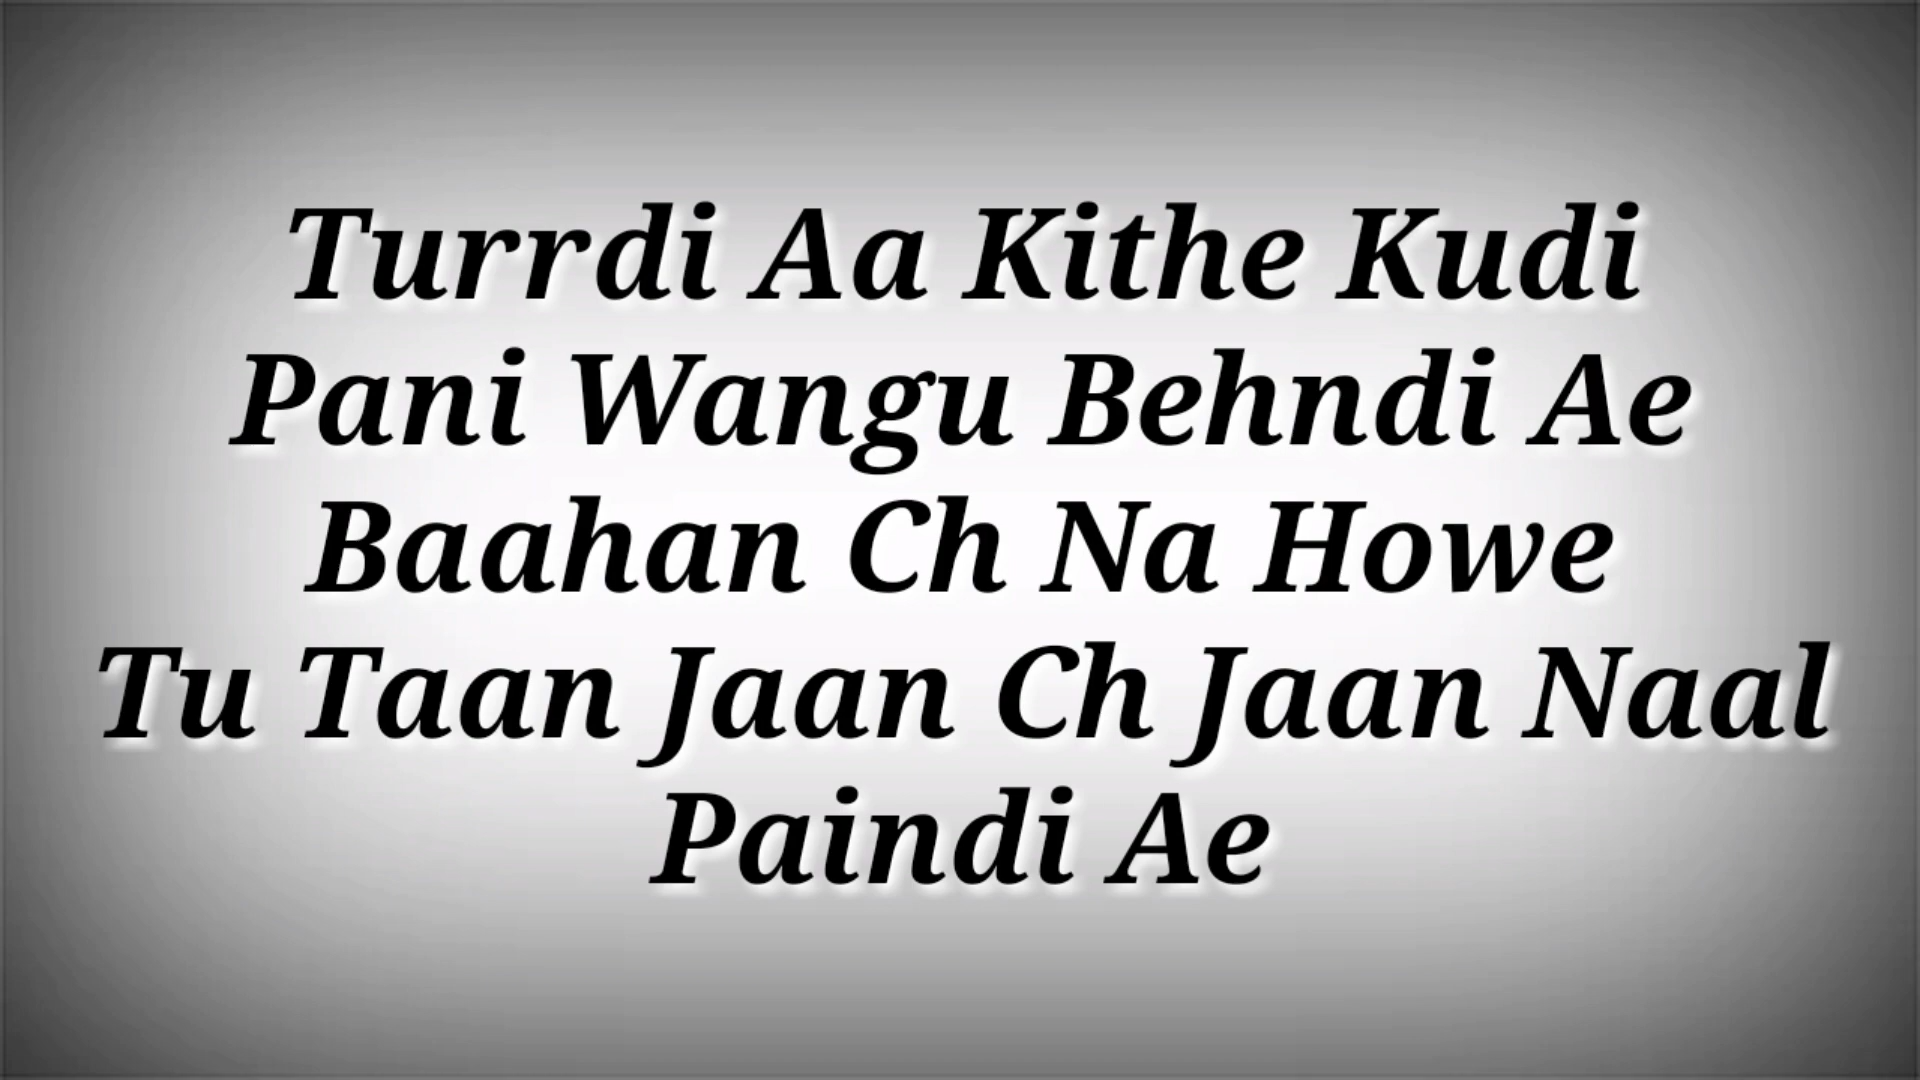 Turrdi Aa Kithe Kudi
Pani Wangu Behndi Ae
Baahan Ch Na Howe
Tu Taan Jaan Ch Jaan Naal
Paindi Ae